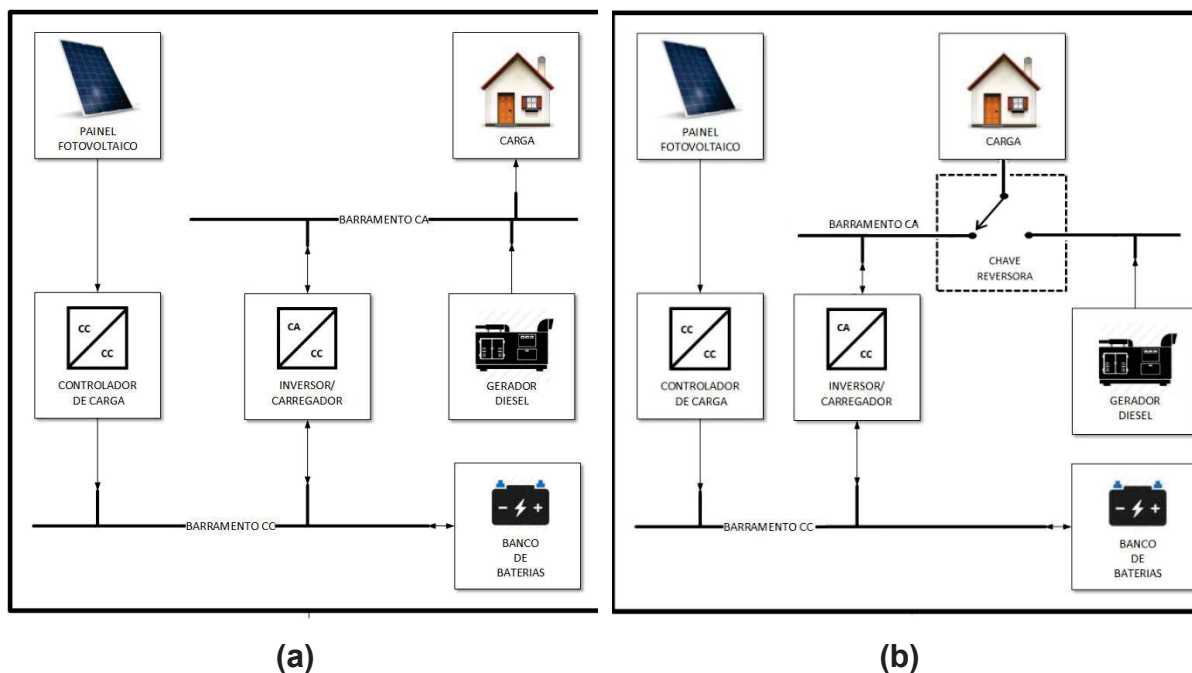 PAINEL
FOTOVOLTAICO
CARGA
BARRAMENTO CA
CC
CC
CONTROLADOR
DE CARGA
CA
CC
INVERSOR/
CARREGADOR
GERADOR
DIESEL
BARRAMENTO CC
BANCO
DE
BATERIAS
(a)
PAINEL
FOTOVOLTAICO
CARGA
BARRAMENTO CA
CHAVE
REVERSORA
CC
CC
CONTROLADOR
DE CARGA
CA
CC
INVERSOR/
CARREGADOR
GERADOR
DIESEL
BARRAMENTO CC
BANCO
DE
BATERIAS
(b)